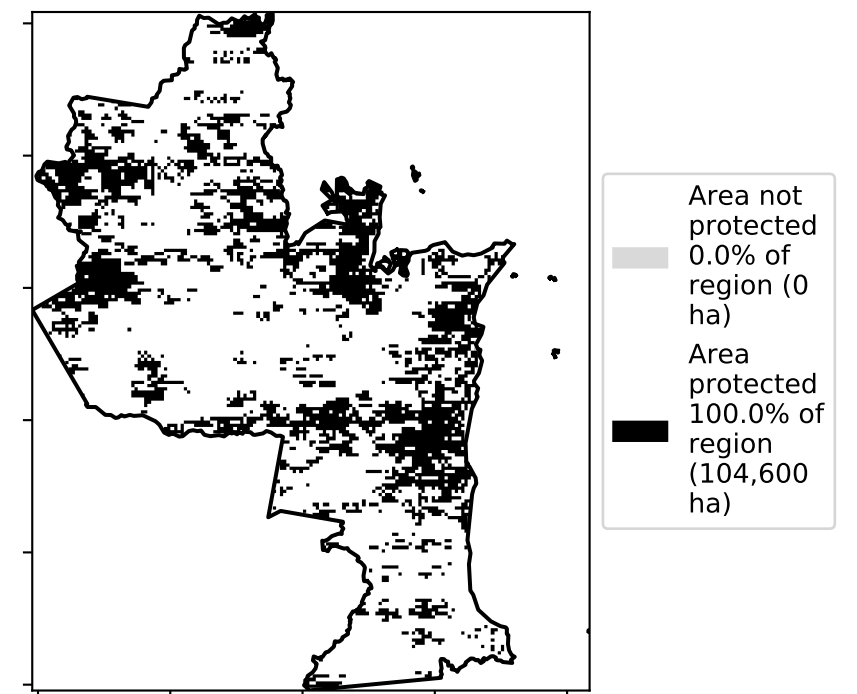 Area not
protected
0.0% of
region (0
ha)
Area
protected
100.0% of
region
(104,600
ha)